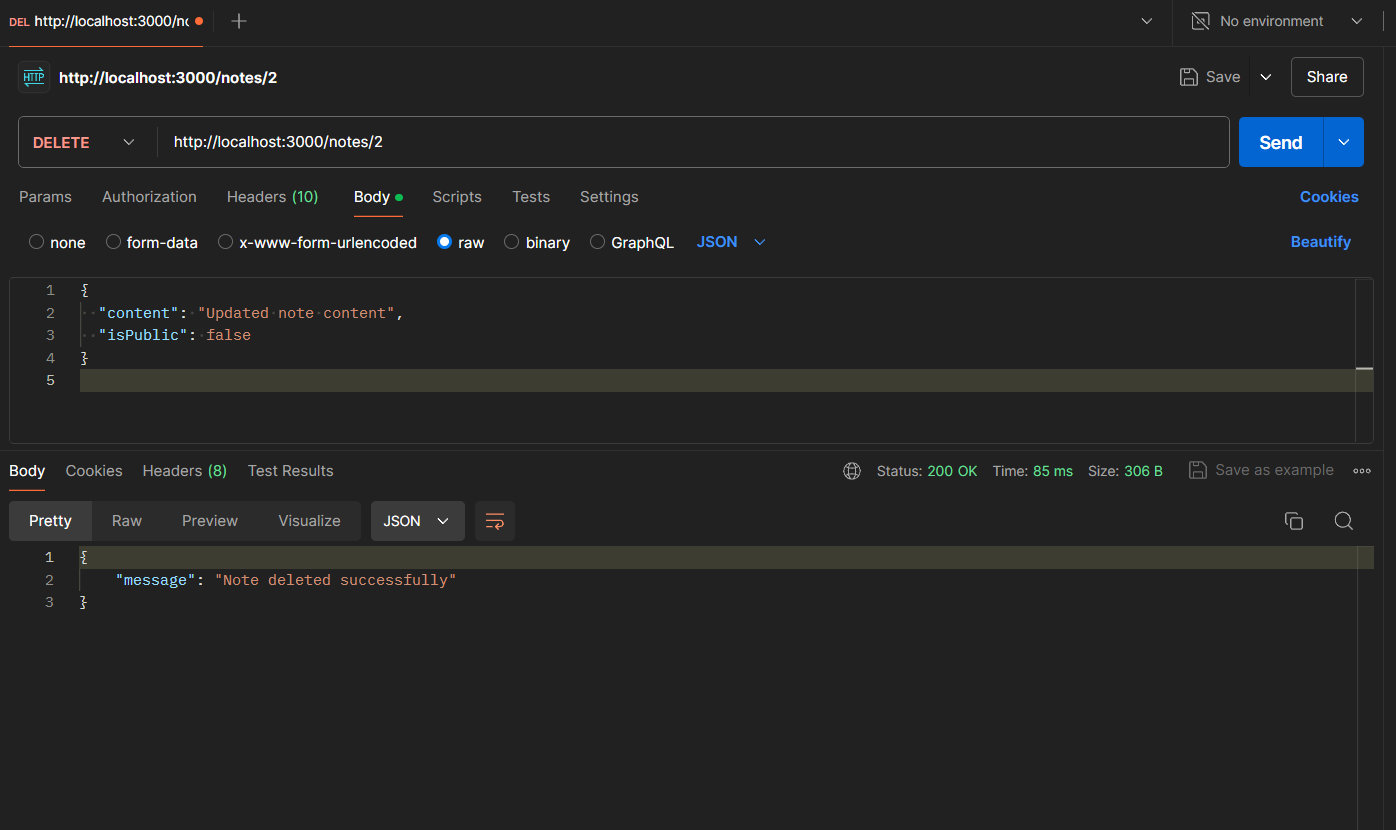 DEL http://localhost:3000/nc
No environment
HTTP http://localhost:3000/notes/2
Save
Share
DELETE http://localhost:3000/notes/2
Send
Params Authorization Headers (10) Body Scripts Tests Settings Cookies
none form-data x-www-form-urlencoded raw binary GraphQL JSON Beautify
1 {
2 "content": "Updated note content",
3 "isPublic": false
4 }
5
Body Cookies Headers (8) Test Results Status: 200 OK Time: 85 ms Size: 306 B Save as example
Pretty Raw Preview Visualize JSON
1 {
2 "message": "Note deleted successfully"
3 }